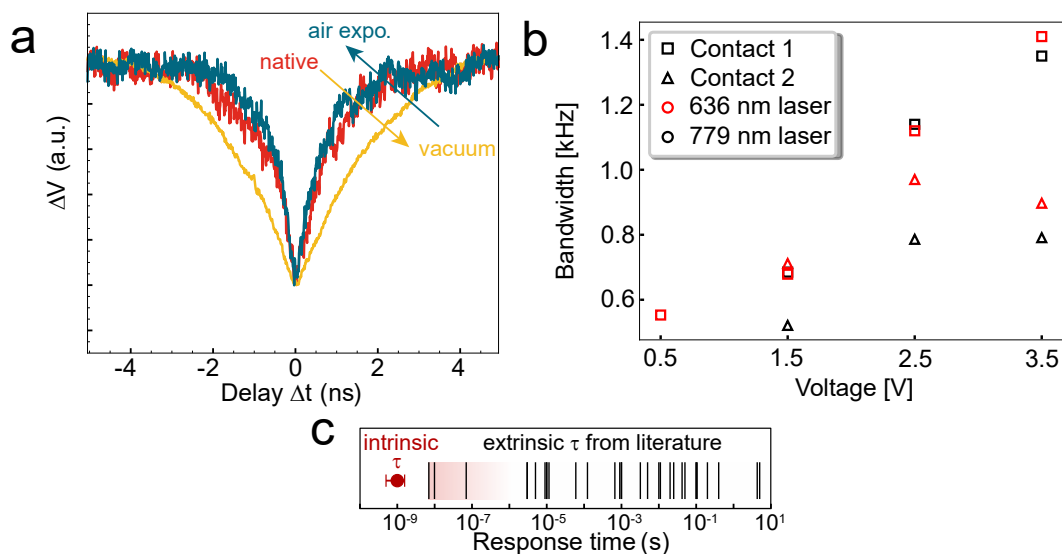 a
air expo.
native
vacuum
ΔV (a.u.)
-4 -2 0 2 4
Delay Δt (ns)
b
Contact 1
Contact 2
636 nm laser
779 nm laser
Bandwidth [kHz]
1.4
1.2
1.0
0.8
0.6
0.5 1.5 2.5 3.5
Voltage [V]
c
intrinsic
τ
extrinsic τ from literature
10⁻⁹ 10⁻⁷ 10⁻⁵ 10⁻³ 10⁻¹ 10¹
Response time (s)